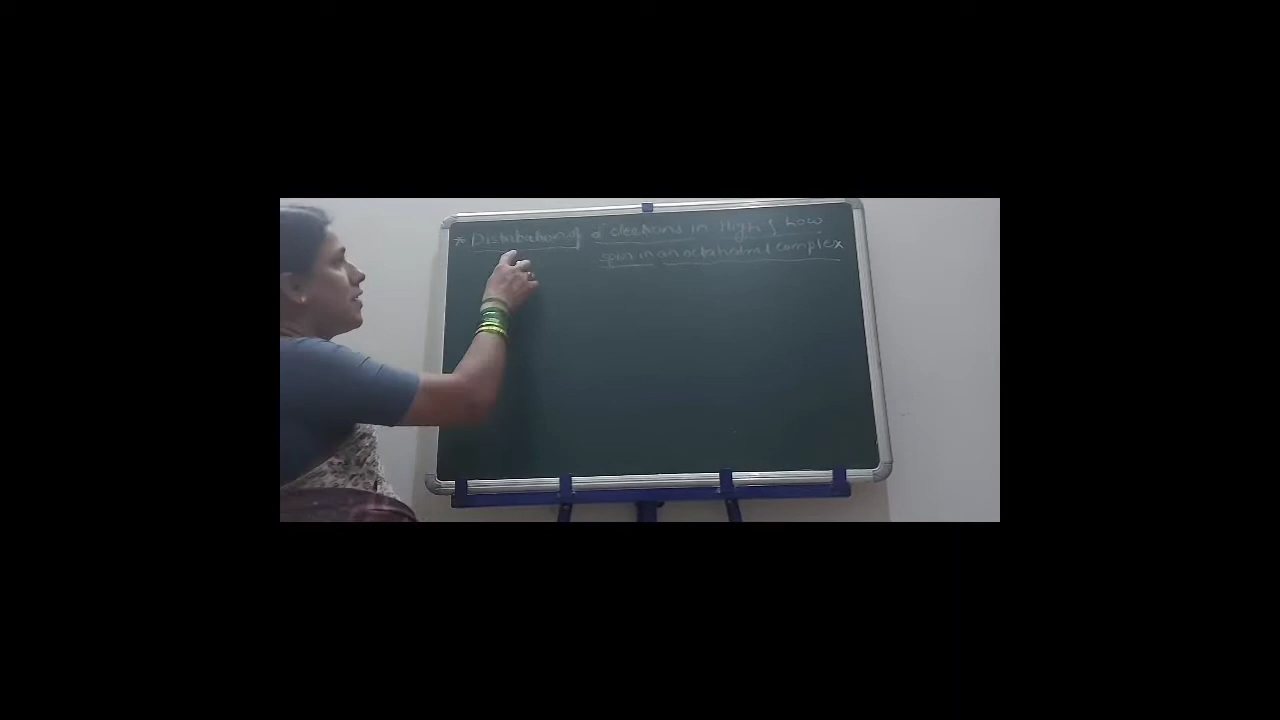 * Distribution of d electrons in High & Low
spin in an octahedral complex